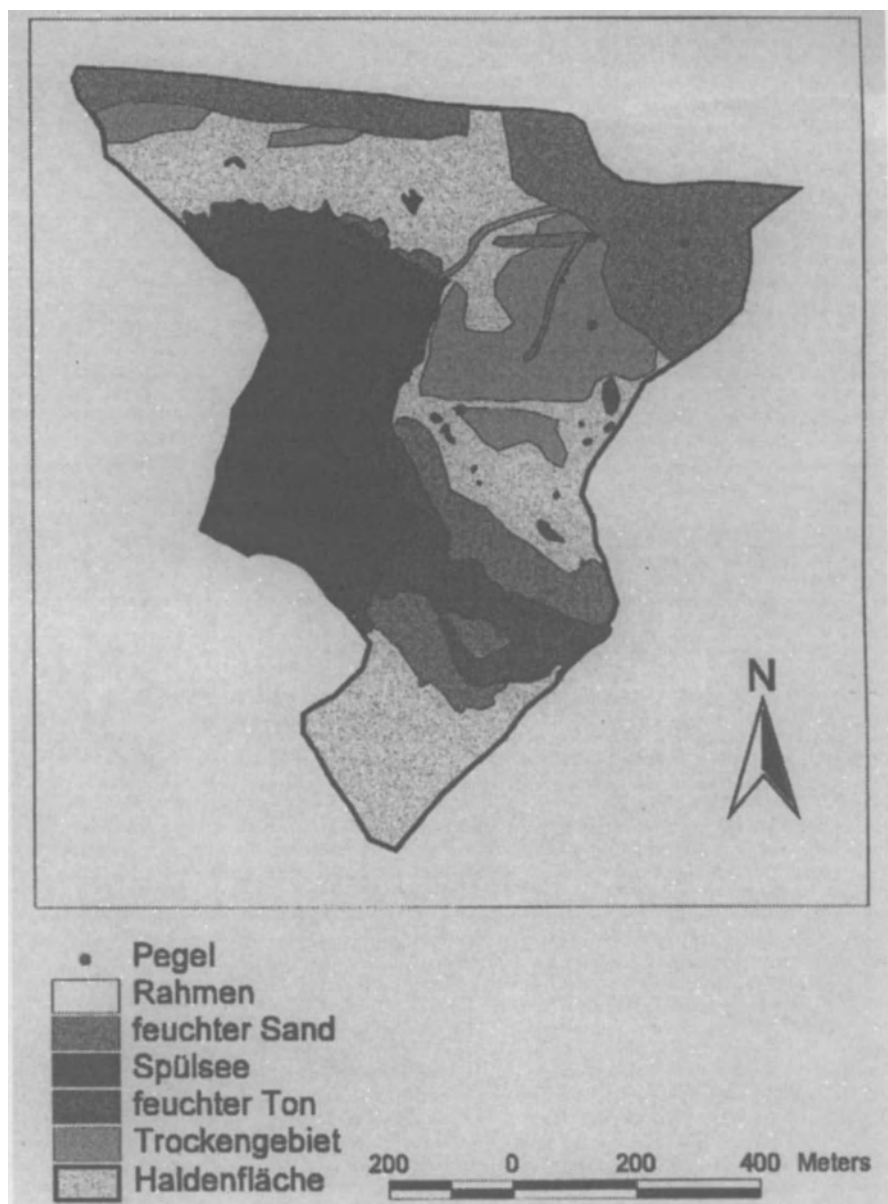 N
Pegel
Rahmen
feuchter Sand
Spülsee
feuchter Ton
Trockengebiet
Haldenfläche
200 0 200 400 Meters